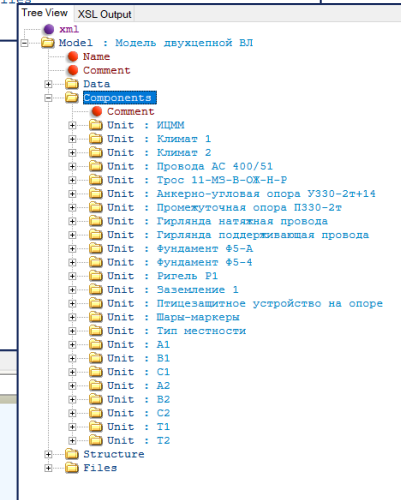 Tree View XSL Output
xml
Model : Модель двухцепной ВЛ
Name
Comment
Data
Components
Comment
Unit : ИЦММ
Unit : Климат 1
Unit : Климат 2
Unit : Провода АС 400/51
Unit : Трос 11-МЗ-В-ОЖ-Н-Р
Unit : Анкерно-угловая опора У330-2т+14
Unit : Промежуточная опора П330-2т
Unit : Гирлянда натяжная провода
Unit : Гирлянда поддерживающая провода
Unit : Фундамент Ф5-А
Unit : Фундамент Ф5-4
Unit : Ригель Р1
Unit : Заземление 1
Unit : Птицезащитное устройство на опоре
Unit : Шары-маркеры
Unit : Тип местности
Unit : A1
Unit : B1
Unit : C1
Unit : A2
Unit : B2
Unit : C2
Unit : T1
Unit : T2
Structure
Files